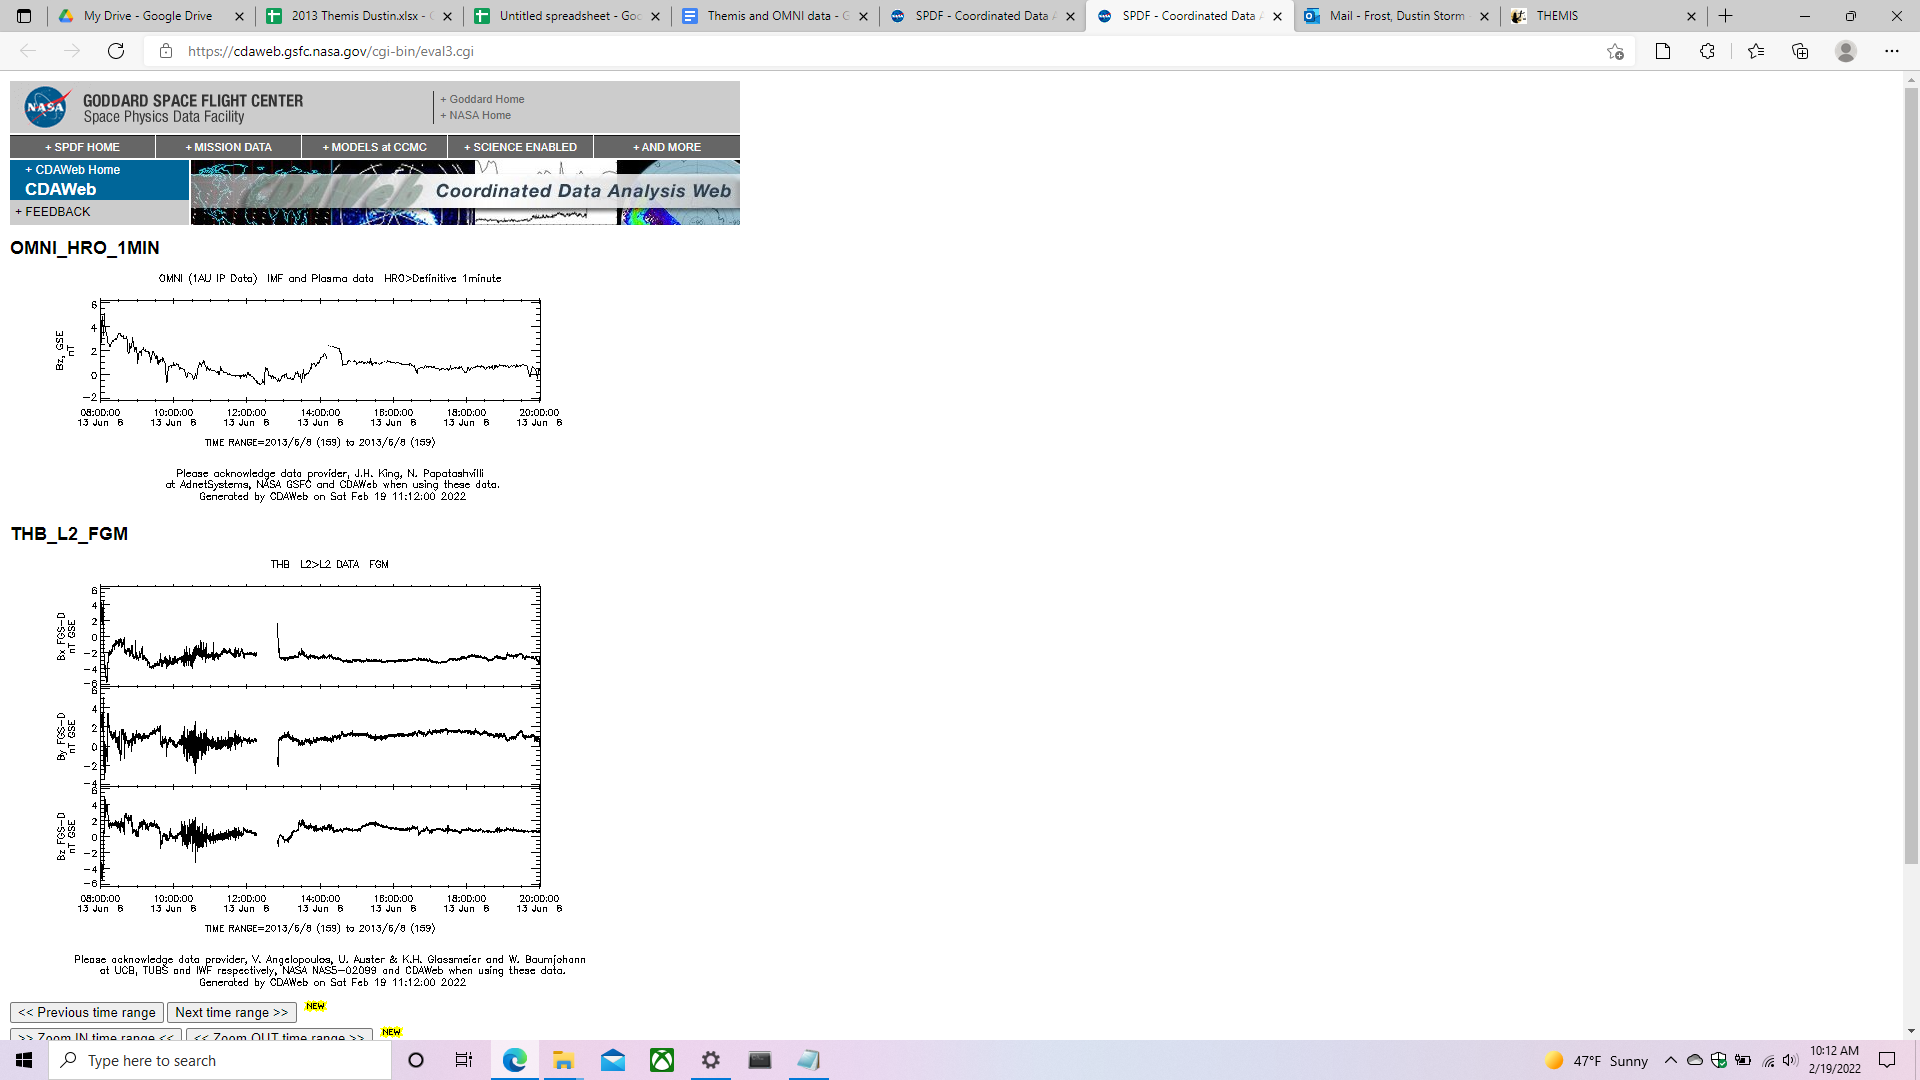 My Drive - Google Drive
2013 Themis Dustin.xlsx - G
Untitled spreadsheet - Goo
Themis and OMNI data - G
SPDF - Coordinated Data A
SPDF - Coordinated Data A
Mail - Frost, Dustin Storm
THEMIS
https://cdaweb.gsfc.nasa.gov/cgi-bin/eval3.cgi
NASA
GODDARD SPACE FLIGHT CENTER
Space Physics Data Facility
+ Goddard Home
+ NASA Home
+ SPDF HOME
+ MISSION DATA
+ MODELS at CCMC
+ SCIENCE ENABLED
+ AND MORE
+ CDAWeb Home
CDAWeb
+ FEEDBACK
Coordinated Data Analysis Web
OMNI_HRO_1MIN
OMNI (1AU IP Data) IMF and Plasma data HRO>Definitive 1minute
Bz, GSE
nT
6
4
2
0
-2
08:00:00 10:00:00 12:00:00 14:00:00 16:00:00 18:00:00 20:00:00
13 Jun 8 13 Jun 8 13 Jun 8 13 Jun 8 13 Jun 8 13 Jun 8 13 Jun 8
TIME RANGE=2013/6/8 (159) to 2013/6/8 (159)
Please acknowledge data provider, J.H. King, N. Papatashvilli
at AdnetSystems, NASA GSFC and CDAWeb when using these data.
Generated by CDAWeb on Sat Feb 19 11:12:00 2022
THB_L2_FGM
THB L2>L2 DATA FGM
Bx FGS-D
nT GSE
6
4
2
0
-2
-4
-6
By FGS-D
nT GSE
6
4
2
0
-2
-4
Bz FGS-D
nT GSE
6
4
2
0
-2
-4
-6
08:00:00 10:00:00 12:00:00 14:00:00 16:00:00 18:00:00 20:00:00
13 Jun 8 13 Jun 8 13 Jun 8 13 Jun 8 13 Jun 8 13 Jun 8 13 Jun 8
TIME RANGE=2013/6/8 (159) to 2013/6/8 (159)
Please acknowledge data provider, V. Angelopoulos, U. Auster & K.H. Glassmeier and W. Baumjohann
at UCB, TUBS and IWF respectively, NASA NAS5-02099 and CDAWeb when using these data.
Generated by CDAWeb on Sat Feb 19 11:12:00 2022
<< Previous time range
Next time range >>
NEW
>> Zoom IN time range <<
<< Zoom OUT time range >>
NEW
Type here to search
47°F Sunny
10:12 AM
2/19/2022